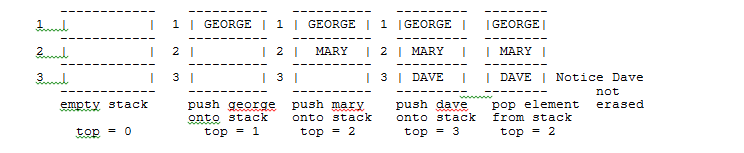 ------------ ----------- ----------- ----------- --------
1 | | 1 | GEORGE | 1 | GEORGE | 1 |GEORGE | |GEORGE|
------------ ----------- ----------- ----------- --------
2 | | 2 | | 2 | MARY | 2 | MARY | | MARY |
------------ ----------- ----------- ----------- --------
3 | | 3 | | 3 | | 3 | DAVE | | DAVE | Notice Dave
------------ ----------- ----------- ----------- -------- not
empty stack push george push mary push dave pop element erased
onto stack onto stack onto stack from stack
top = 0 top = 1 top = 2 top = 3 top = 2